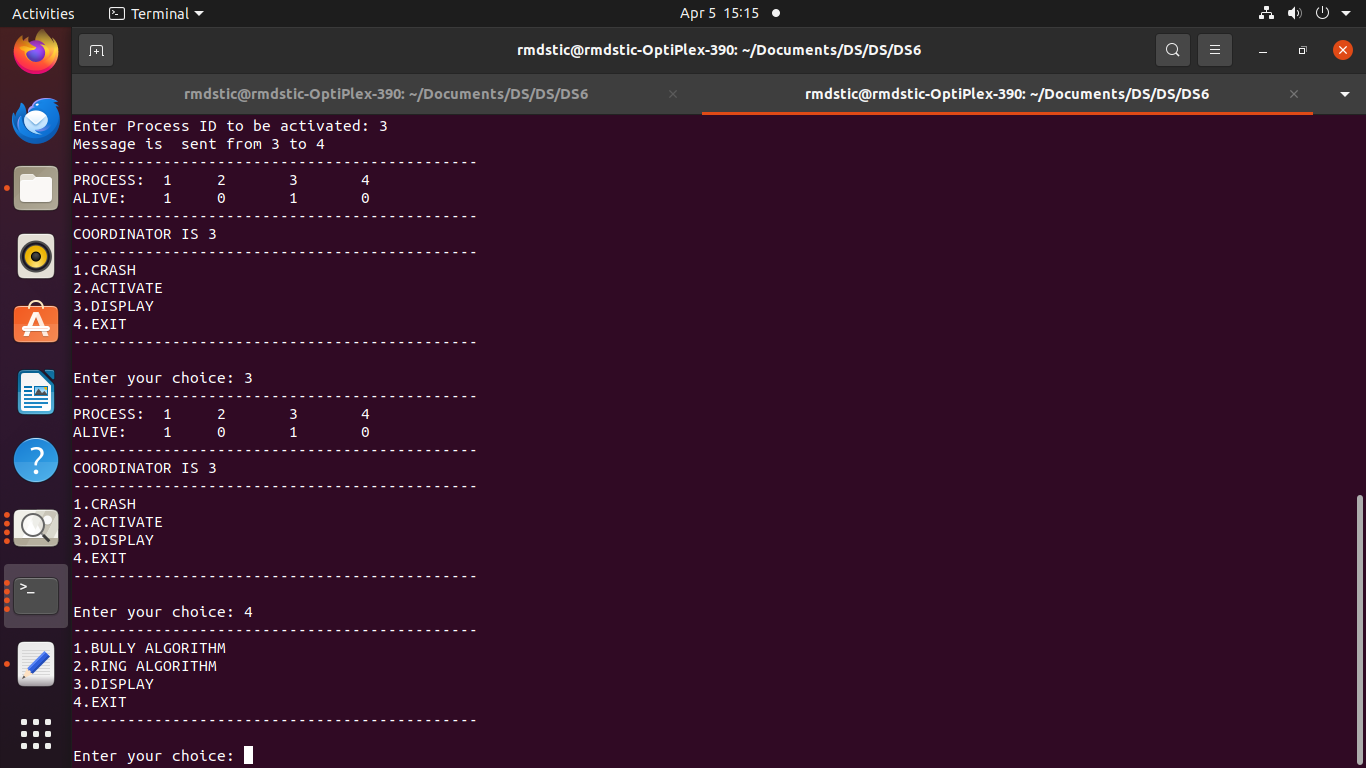 Activities Terminal Apr 5 15:15
rmdstic@rmdstic-OptiPlex-390: ~/Documents/DS/DS/DS6
rmdstic@rmdstic-OptiPlex-390: ~/Documents/DS/DS/DS6 rmdstic@rmdstic-OptiPlex-390: ~/Documents/DS/DS/DS6
Enter Process ID to be activated: 3
Message is  sent from 3 to 4
---------------------------------------------
PROCESS:  1     2       3       4
ALIVE:    1     0       1       0
---------------------------------------------
COORDINATOR IS 3
---------------------------------------------
1.CRASH
2.ACTIVATE
3.DISPLAY
4.EXIT
---------------------------------------------
Enter your choice: 3
---------------------------------------------
PROCESS:  1     2       3       4
ALIVE:    1     0       1       0
---------------------------------------------
COORDINATOR IS 3
---------------------------------------------
1.CRASH
2.ACTIVATE
3.DISPLAY
4.EXIT
---------------------------------------------
Enter your choice: 4
---------------------------------------------
1.BULLY ALGORITHM
2.RING ALGORITHM
3.DISPLAY
4.EXIT
---------------------------------------------
Enter your choice: